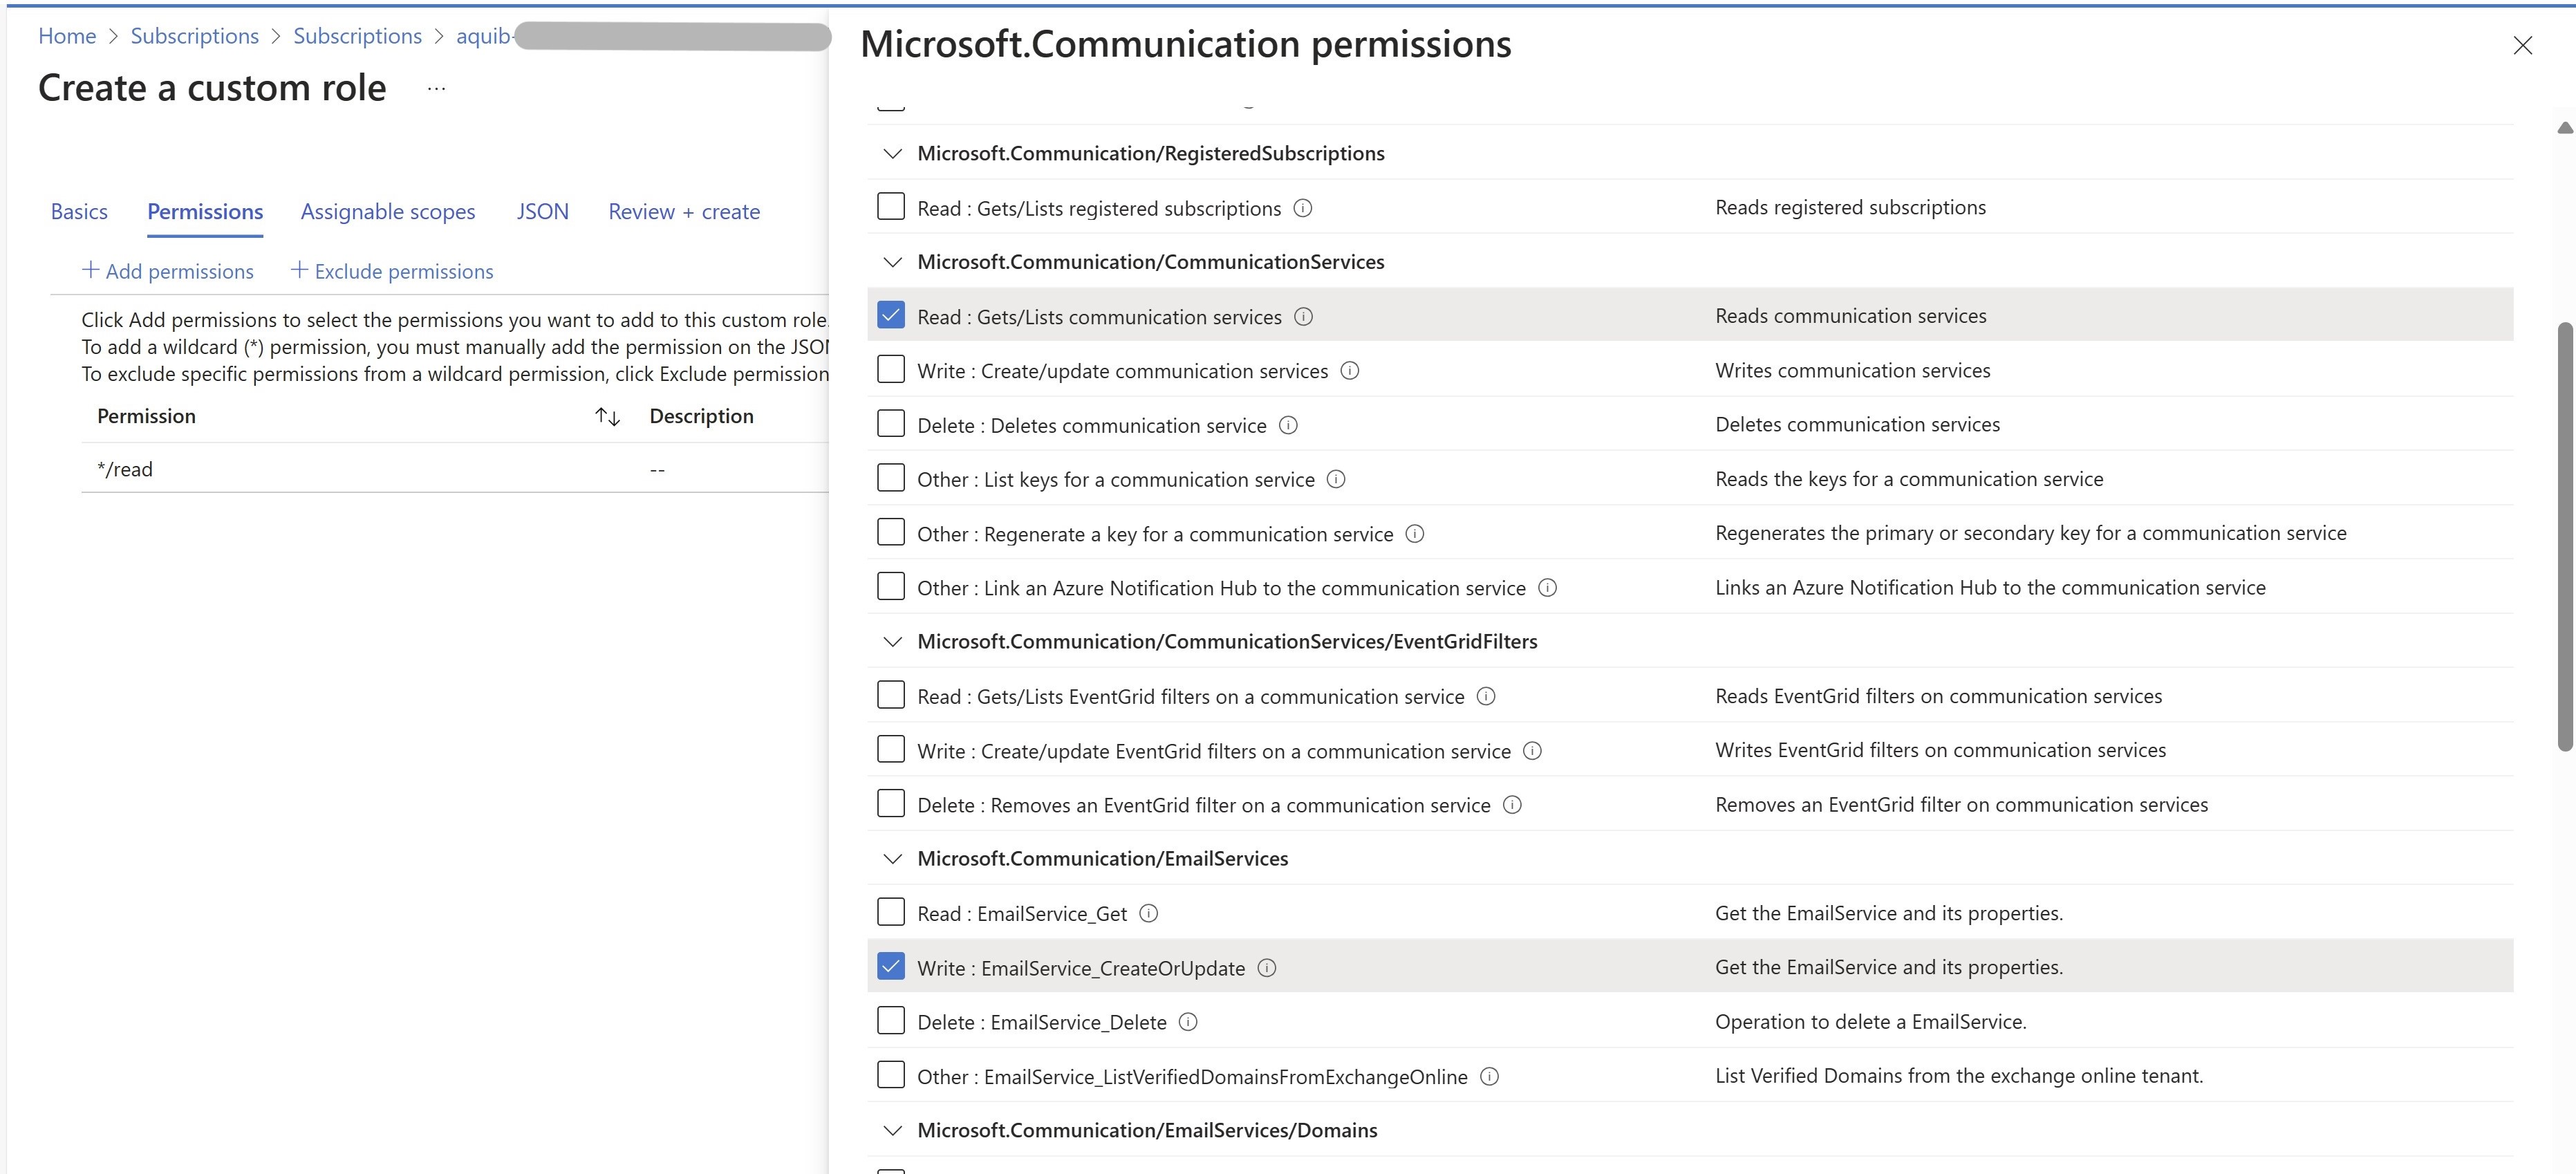 Home > Subscriptions > Subscriptions > aquib-
Create a custom role ...
Basics Permissions Assignable scopes JSON Review + create
+ Add permissions + Exclude permissions
Click Add permissions to select the permissions you want to add to this custom role.
To add a wildcard (*) permission, you must manually add the permission on the JSO
To exclude specific permissions from a wildcard permission, click Exclude permission
Permission Description
*/read --
Microsoft.Communication permissions
Microsoft.Communication/RegisteredSubscriptions
Read : Gets/Lists registered subscriptions Reads registered subscriptions
Microsoft.Communication/CommunicationServices
Read : Gets/Lists communication services Reads communication services
Write : Create/update communication services Writes communication services
Delete : Deletes communication service Deletes communication services
Other : List keys for a communication service Reads the keys for a communication service
Other : Regenerate a key for a communication service Regenerates the primary or secondary key for a communication service
Other : Link an Azure Notification Hub to the communication service Links an Azure Notification Hub to the communication service
Microsoft.Communication/CommunicationServices/EventGridFilters
Read : Gets/Lists EventGrid filters on a communication service Reads EventGrid filters on communication services
Write : Create/update EventGrid filters on a communication service Writes EventGrid filters on communication services
Delete : Removes an EventGrid filter on a communication service Removes an EventGrid filter on communication services
Microsoft.Communication/EmailServices
Read : EmailService_Get Get the EmailService and its properties.
Write : EmailService_CreateOrUpdate Get the EmailService and its properties.
Delete : EmailService_Delete Operation to delete a EmailService.
Other : EmailService_ListVerifiedDomainsFromExchangeOnline List Verified Domains from the exchange online tenant.
Microsoft.Communication/EmailServices/Domains